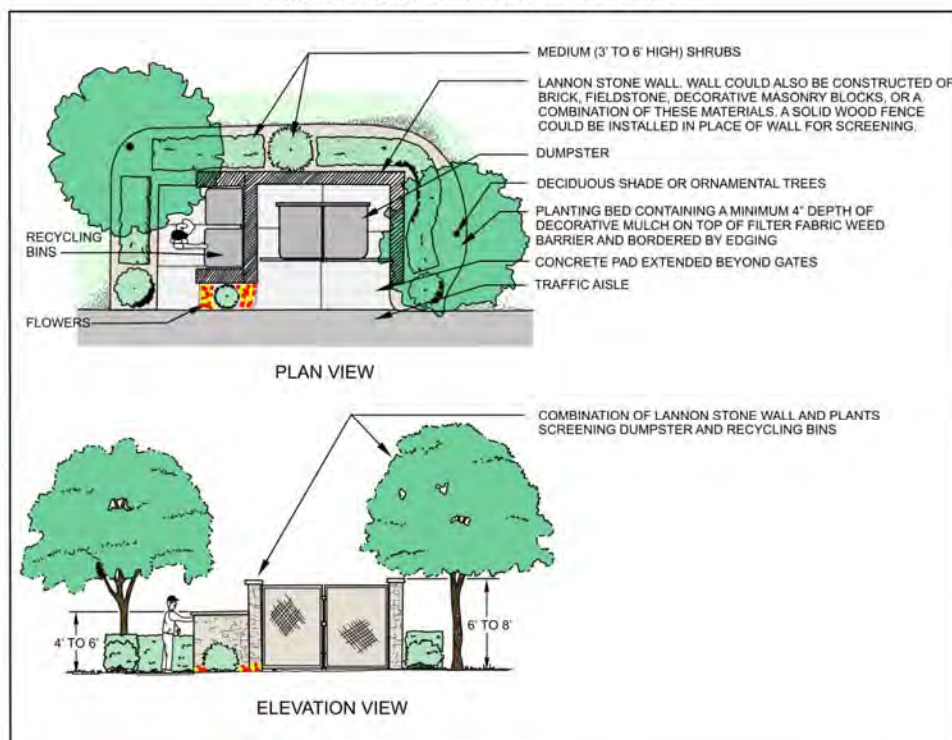 MEDIUM (3' TO 6' HIGH) SHRUBS
LANNON STONE WALL. WALL COULD ALSO BE CONSTRUCTED OF
BRICK, FIELDSTONE, DECORATIVE MASONRY BLOCKS, OR A
COMBINATION OF THESE MATERIALS. A SOLID WOOD FENCE
COULD BE INSTALLED IN PLACE OF WALL FOR SCREENING.
DUMPSTER
DECIDUOUS SHADE OR ORNAMENTAL TREES
PLANTING BED CONTAINING A MINIMUM 4" DEPTH OF
DECORATIVE MULCH ON TOP OF FILTER FABRIC WEED
BARRIER AND BORDERED BY EDGING
CONCRETE PAD EXTENDED BEYOND GATES
TRAFFIC AISLE
RECYCLING
BINS
FLOWERS
PLAN VIEW
COMBINATION OF LANNON STONE WALL AND PLANTS
SCREENING DUMPSTER AND RECYCLING BINS
4' TO 6'
6' TO 8'
ELEVATION VIEW